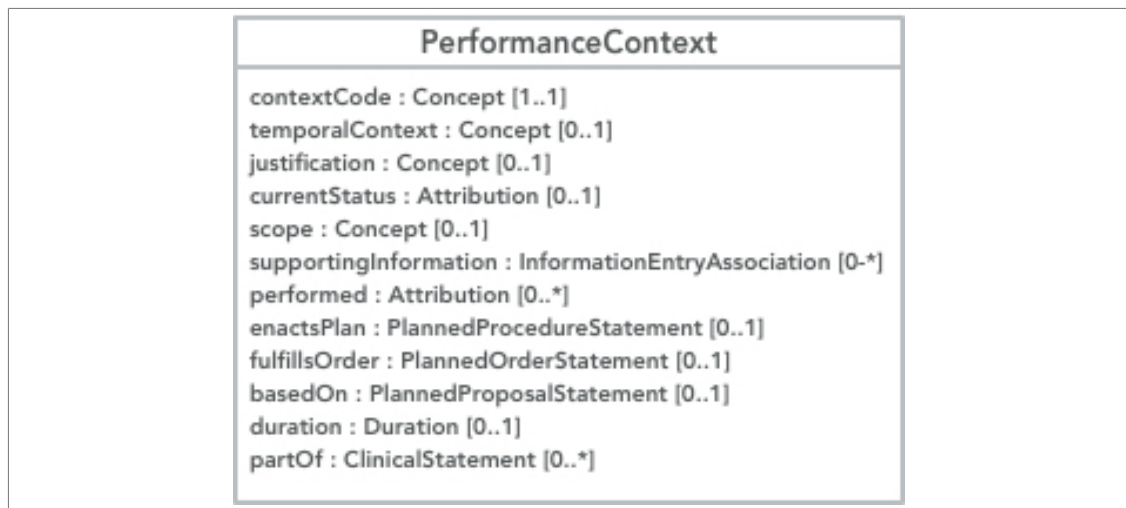 PerformanceContext
contextCode : Concept [1..1]
temporalContext : Concept [0..1]
justification : Concept [0..1]
currentStatus : Attribution [0..1]
scope : Concept [0..1]
supportingInformation : InformationEntryAssociation [0-*]
performed : Attribution [0..*]
enactsPlan : PlannedProcedureStatement [0..1]
fulfillsOrder : PlannedOrderStatement [0..1]
basedOn : PlannedProposalStatement [0..1]
duration : Duration [0..1]
partOf : ClinicalStatement [0..*]